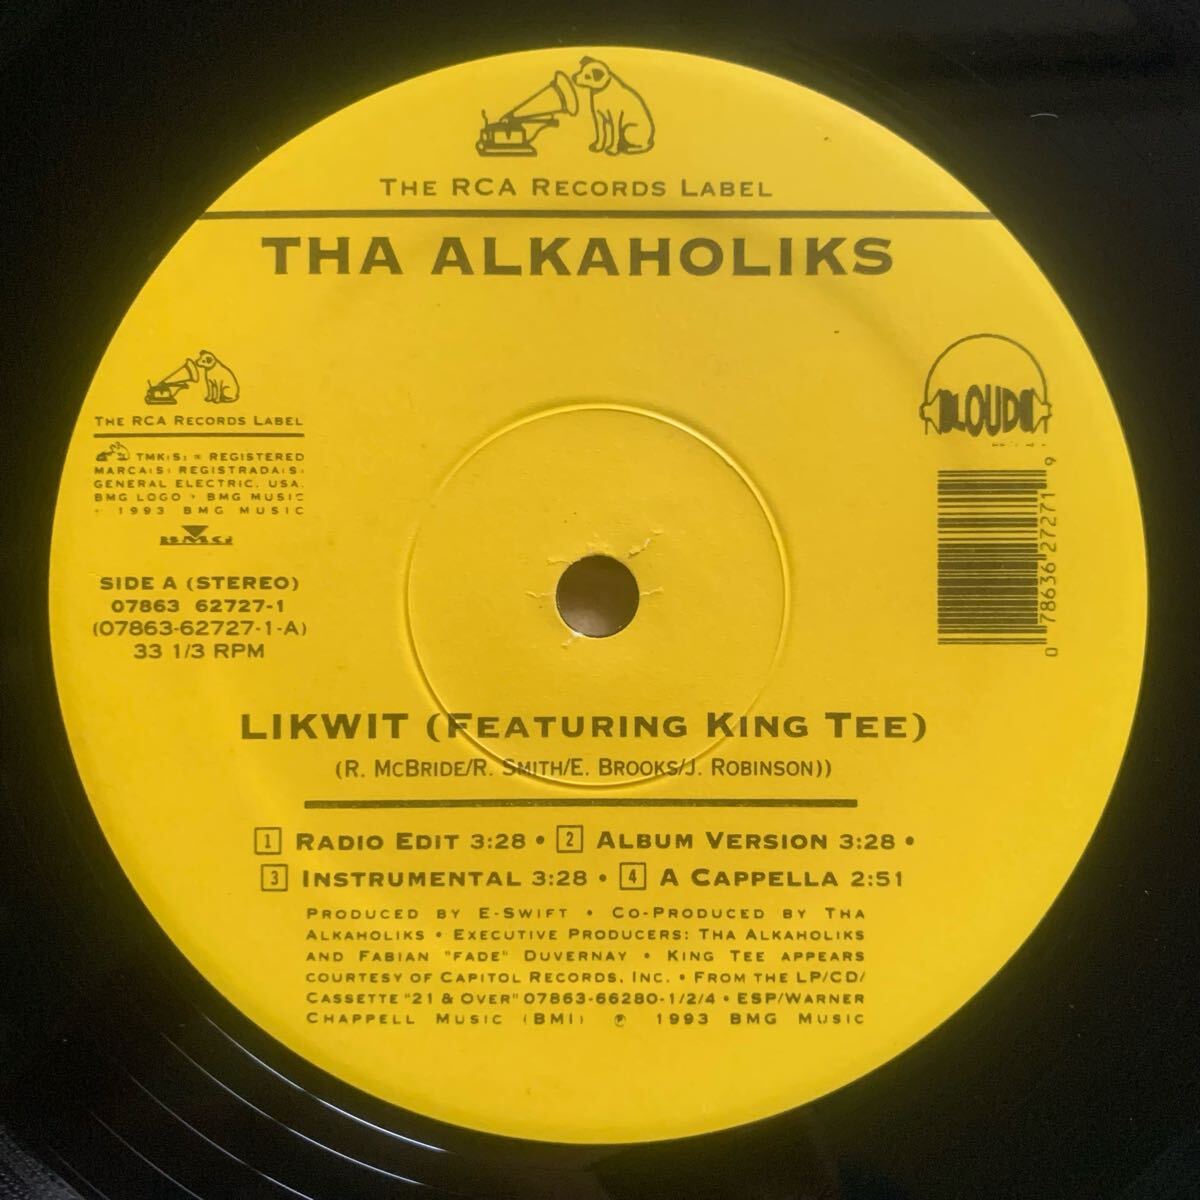 THE RCA RECORDS LABEL
THA ALKAHOLIKS
THE RCA RECORDS LABEL
TMK(S) ® REGISTERED
MARCA(S) REGISTRADA(S)
GENERAL ELECTRIC, USA.
BMG LOGO • BMG MUSIC
1993 BMG MUSIC
BMG
SIDE A (STEREO)
07863 62727-1
(07863-62727-1-A)
33 1/3 RPM
LOUD
0 78636 27271 9
LIKWIT (FEATURING KING TEE)
(R. MCBRIDE/R. SMITH/E. BROOKS/J. ROBINSON))
1 RADIO EDIT 3:28 • 2 ALBUM VERSION 3:28 •
3 INSTRUMENTAL 3:28 • 4 A CAPPELLA 2:51
PRODUCED BY E-SWIFT • CO-PRODUCED BY THA
ALKAHOLIKS • EXECUTIVE PRODUCERS: THA ALKAHOLIKS
AND FABIAN "FADE" DUVERNAY • KING TEE APPEARS
COURTESY OF CAPITOL RECORDS, INC. • FROM THE LP/CD/
CASSETTE "21 & OVER" 07863-66280-1/2/4 • ESP/WARNER
CHAPPELL MUSIC (BMI) ℗ 1993 BMG MUSIC